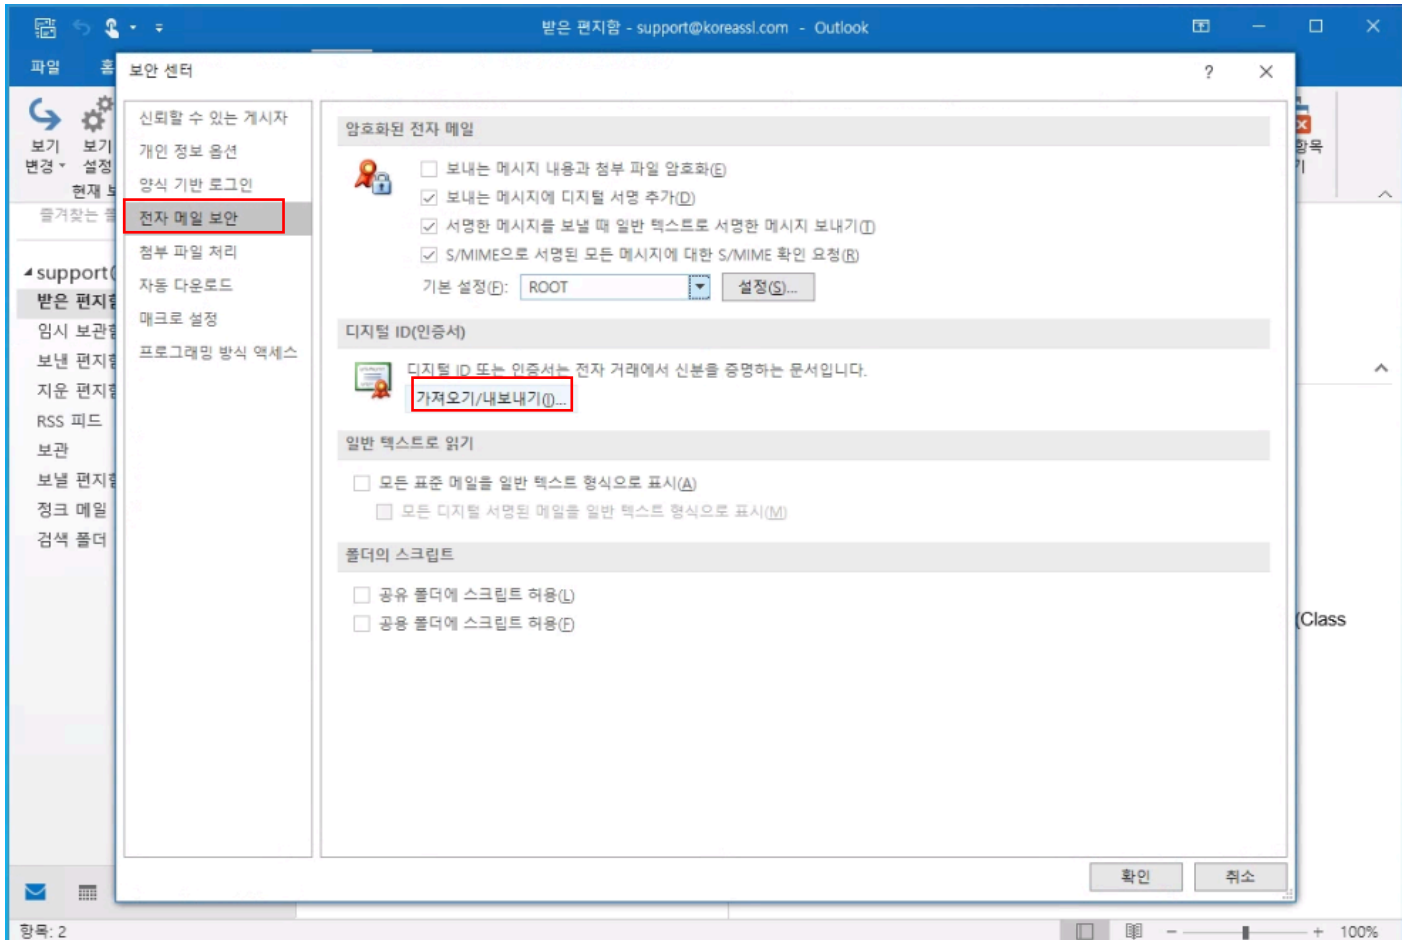 받은 편지함 - support@koreassl.com - Outlook
파일
홈
보안 센터
?
보기
변경
보기
설정
현재
항목
즐겨찾는
support
받은 편지함
임시 보관
보낸 편지함
지운 편지함
RSS 피드
보관
보낼 편지함
정크 메일
검색 폴더
신뢰할 수 있는 게시자
개인 정보 옵션
양식 기반 로그인
전자 메일 보안
첨부 파일 처리
자동 다운로드
매크로 설정
프로그래밍 방식 액세스
암호화된 전자 메일
보내는 메시지 내용과 첨부 파일 암호화(E)
보내는 메시지에 디지털 서명 추가(D)
서명한 메시지를 보낼 때 일반 텍스트로 서명한 메시지 보내기(T)
S/MIME으로 서명된 모든 메시지에 대한 S/MIME 확인 요청(R)
기본 설정(F): ROOT 설정(S)...
디지털 ID(인증서)
디지털 ID 또는 인증서는 전자 거래에서 신분을 증명하는 문서입니다.
가져오기/내보내기(I)...
일반 텍스트로 읽기
모든 표준 메일을 일반 텍스트 형식으로 표시(A)
모든 디지털 서명된 메일을 일반 텍스트 형식으로 표시(M)
폴더의 스크립트
공유 폴더에 스크립트 허용(L)
공용 폴더에 스크립트 허용(F)
(Class
확인
취소
항목: 2
100%